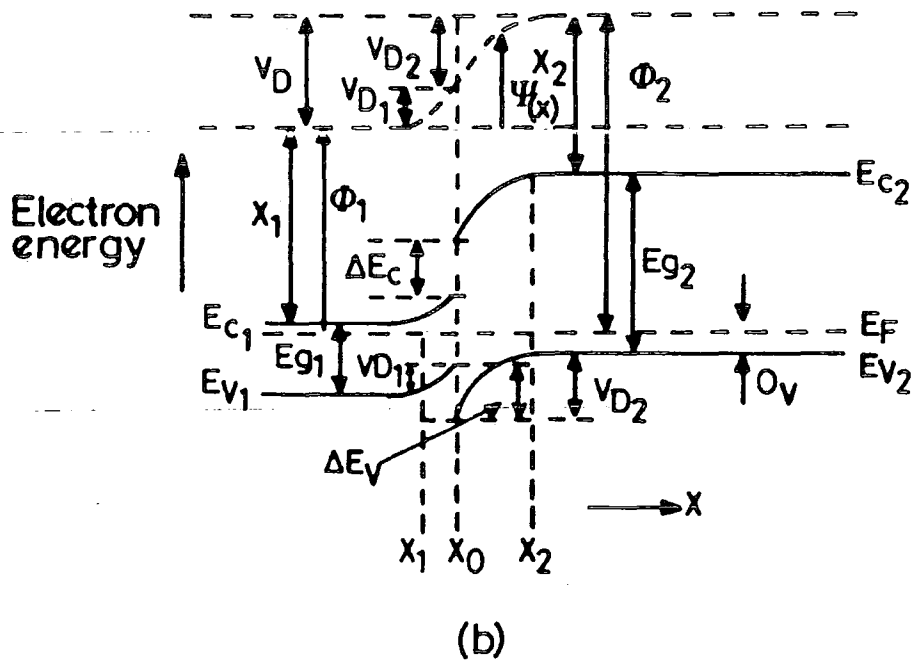 V_D
V_D2
V_D1
Ψ(x)
X_2
Φ_2
Electron
energy
X_1
Φ_1
ΔE_C
E_C2
Eg_2
E_C1
E_F
Eg_1
VD_1
E_V1
E_V2
V_D2
O_V
ΔE_V
X
X_1 X_0 X_2
(b)